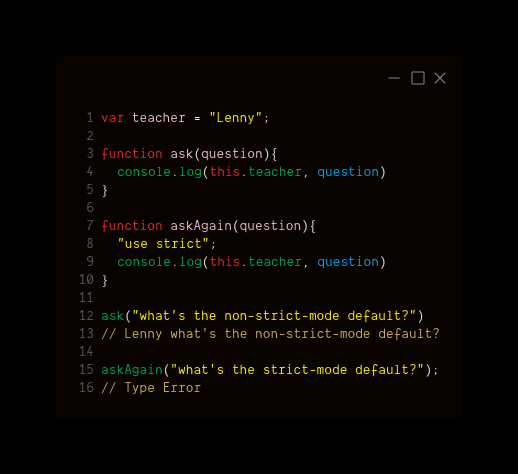 1 var teacher = "Lenny";
2
3 function ask(question){
4 console.log(this.teacher, question)
5 }
6
7 function askAgain(question){
8 "use strict";
9 console.log(this.teacher, question)
10 }
11
12 ask("what's the non-strict-mode default?")
13 // Lenny what's the non-strict-mode default?
14
15 askAgain("what's the strict-mode default?");
16 // Type Error